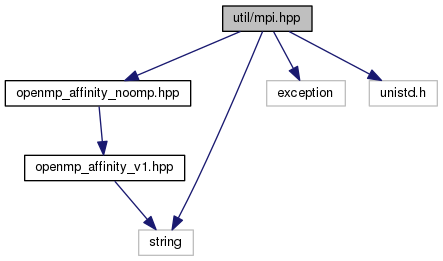 util/mpi.hpp
openmp_affinity_noomp.hpp
exception
unistd.h
openmp_affinity_v1.hpp
string